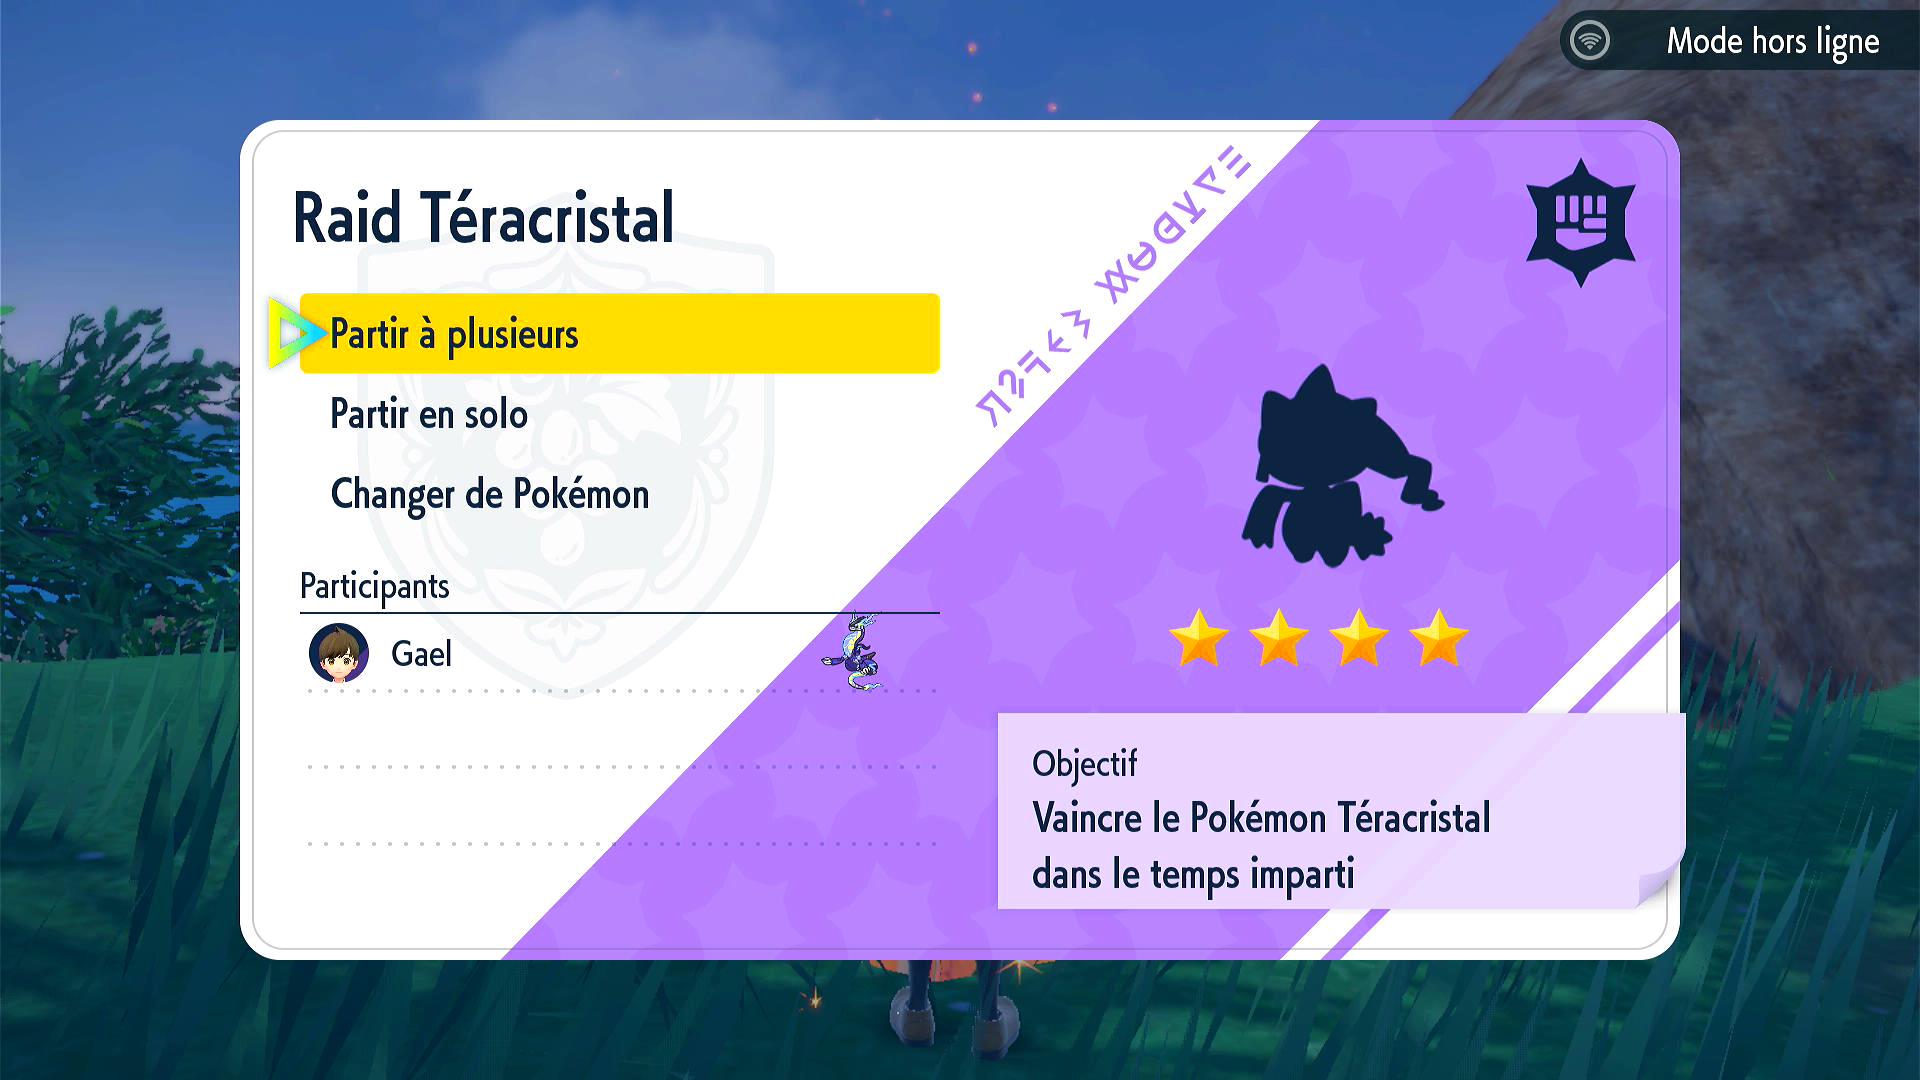 Mode hors ligne
Raid Téracristal
Partir à plusieurs
Partir en solo
Changer de Pokémon
Participants
Gael
Objectif
Vaincre le Pokémon Téracristal
dans le temps imparti